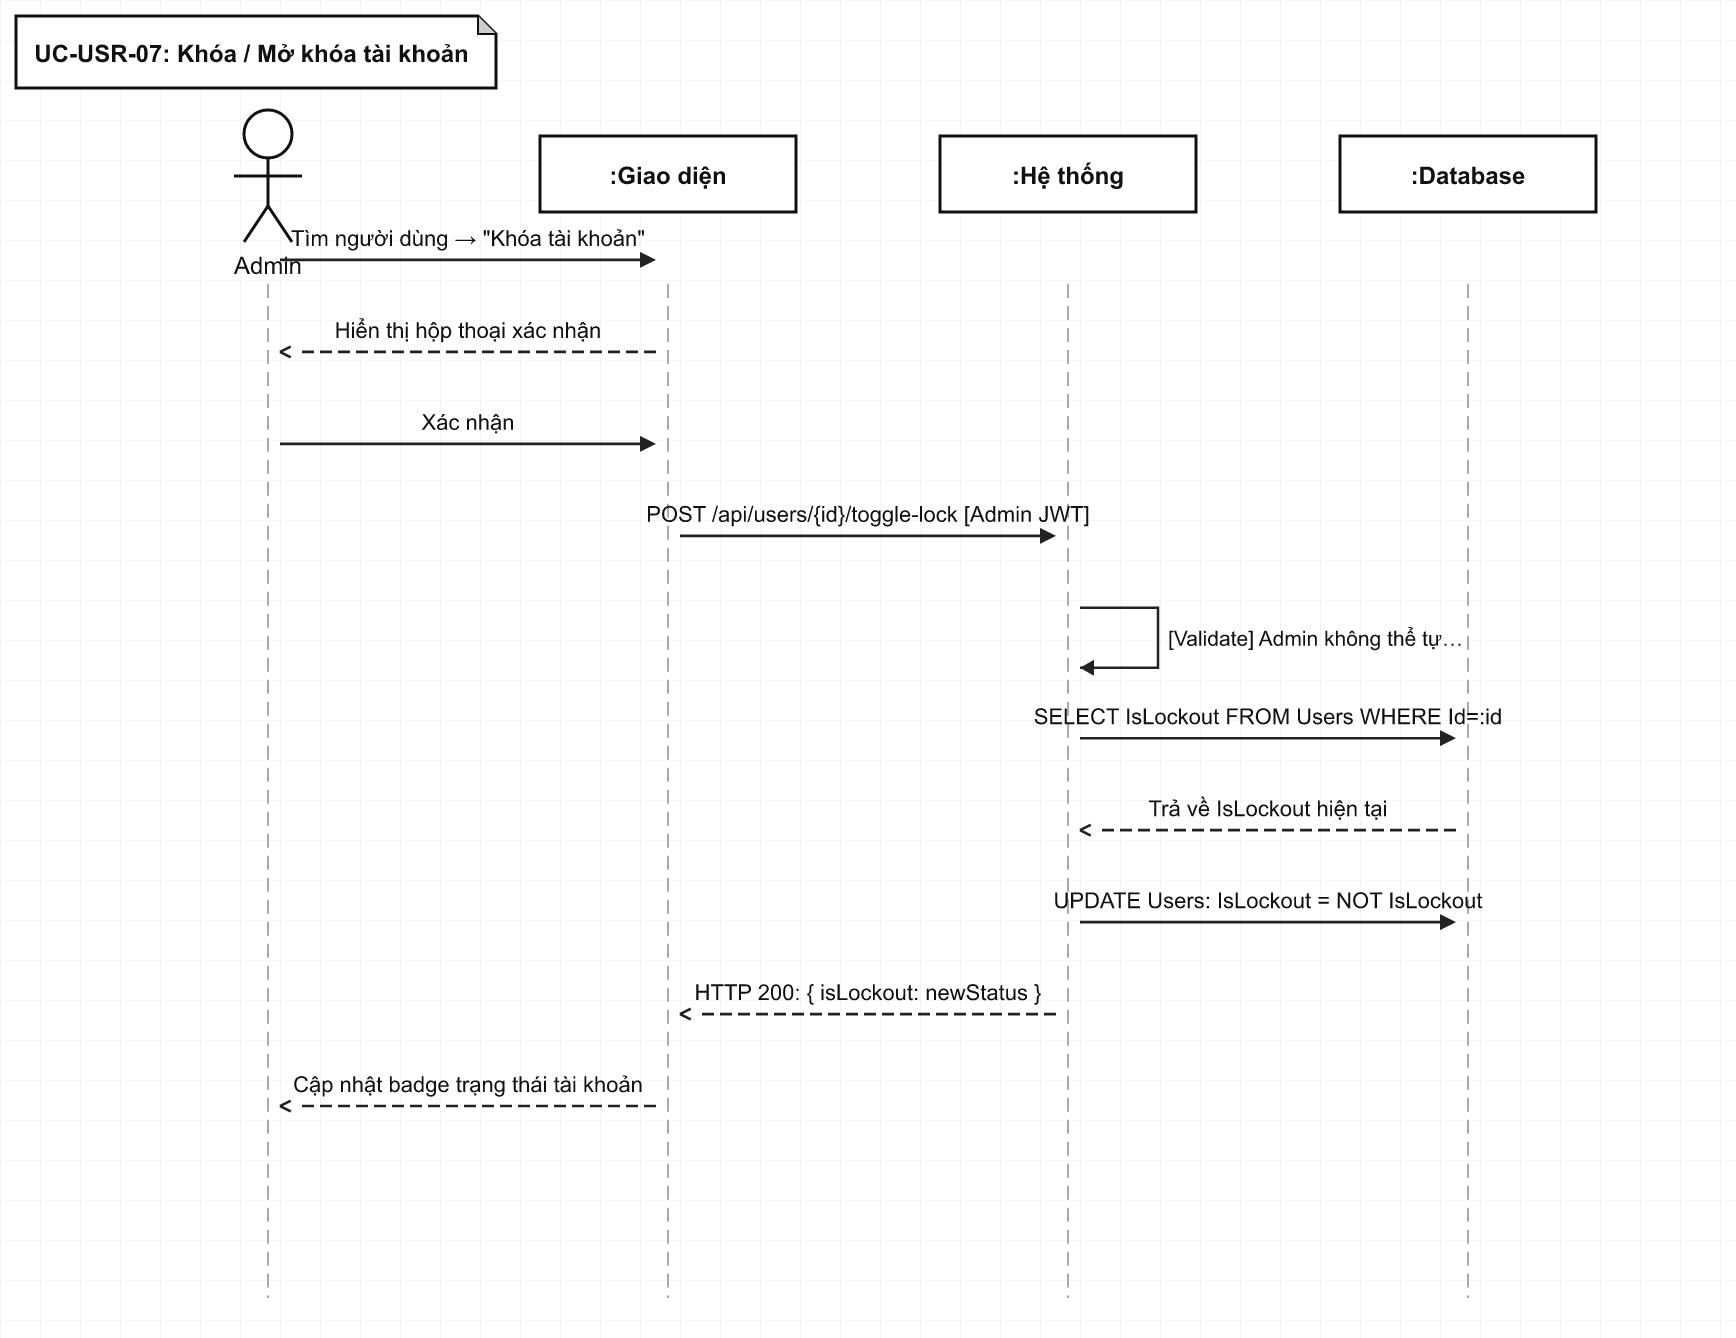 UC-USR-07: Khóa / Mở khóa tài khoản
Admin
:Giao diện
:Hệ thống
:Database
Tìm người dùng → "Khóa tài khoản"
Hiển thị hộp thoại xác nhận
Xác nhận
POST /api/users/{id}/toggle-lock [Admin JWT]
[Validate] Admin không thể tự…
SELECT IsLockout FROM Users WHERE Id=:id
Trả về IsLockout hiện tại
UPDATE Users: IsLockout = NOT IsLockout
HTTP 200: { isLockout: newStatus }
Cập nhật badge trạng thái tài khoản